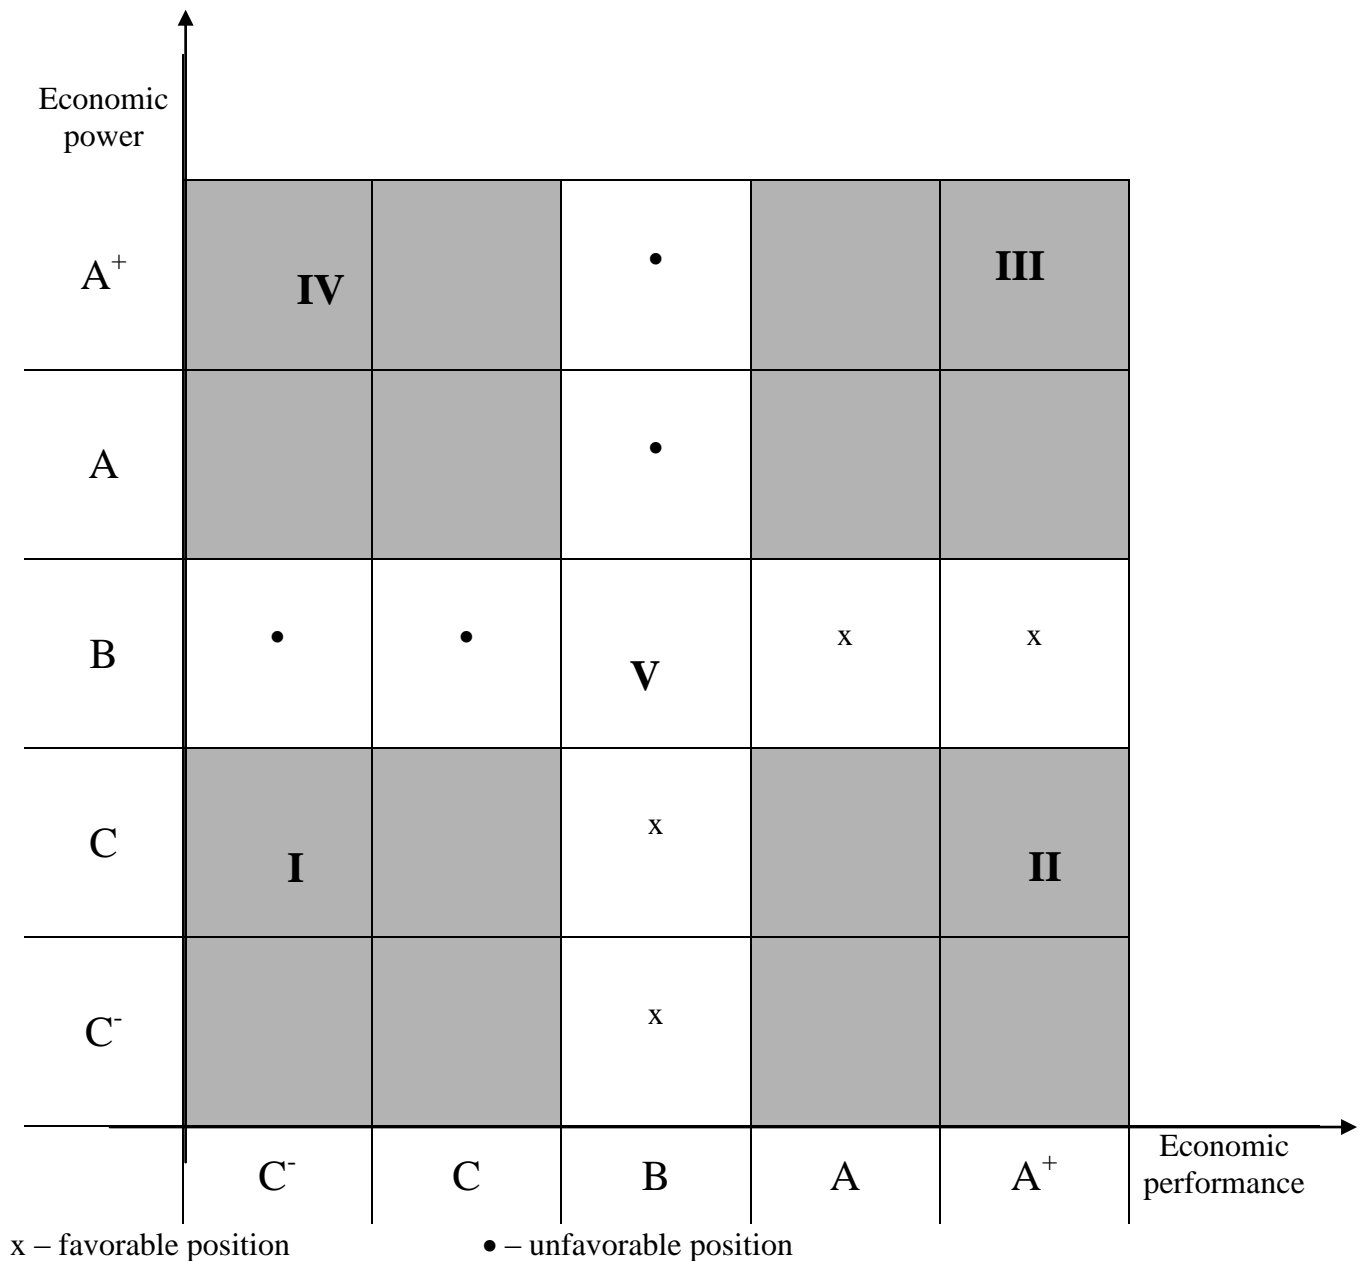 Economic
power
A⁺
IV
•
III
A
•
B
•
•
V
x
x
C
I
x
II
C⁻
x
C⁻
C
B
A
A⁺
Economic
performance
x – favorable position
• – unfavorable position